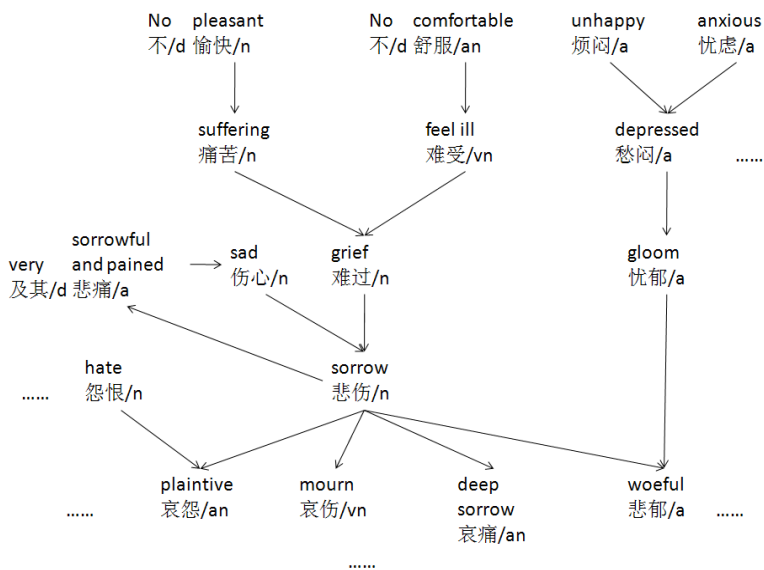 No pleasant
不/d 愉快/n
No comfortable
不/d 舒服/an
unhappy
烦闷/a
anxious
忧虑/a
suffering
痛苦/n
feel ill
难受/vn
depressed
愁闷/a
……
very
及其/d
sorrowful
and pained
悲痛/a
sad
伤心/n
grief
难过/n
gloom
忧郁/a
……
hate
怨恨/n
sorrow
悲伤/n
……
plaintive
哀怨/an
mourn
哀伤/vn
deep
sorrow
哀痛/an
woeful
悲郁/a
……
……